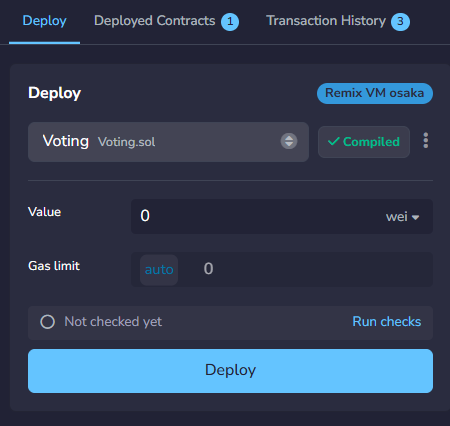 Deploy Deployed Contracts 1 Transaction History 3
Deploy Remix VM osaka
Voting Voting.sol Compiled
Value 0 wei
Gas limit auto 0
Not checked yet Run checks
Deploy